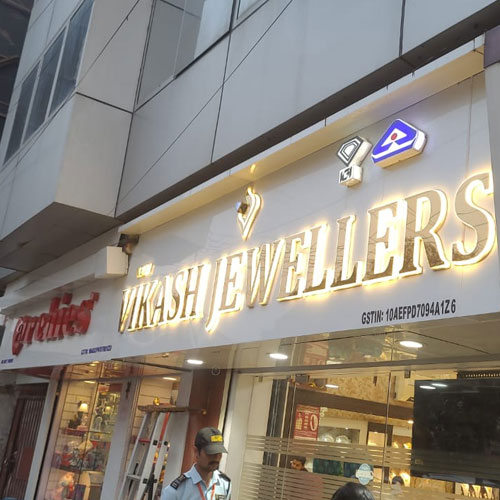 VIKASH JEWELLERS
GSTIN: 10AEFPD7094A1Z6
archies